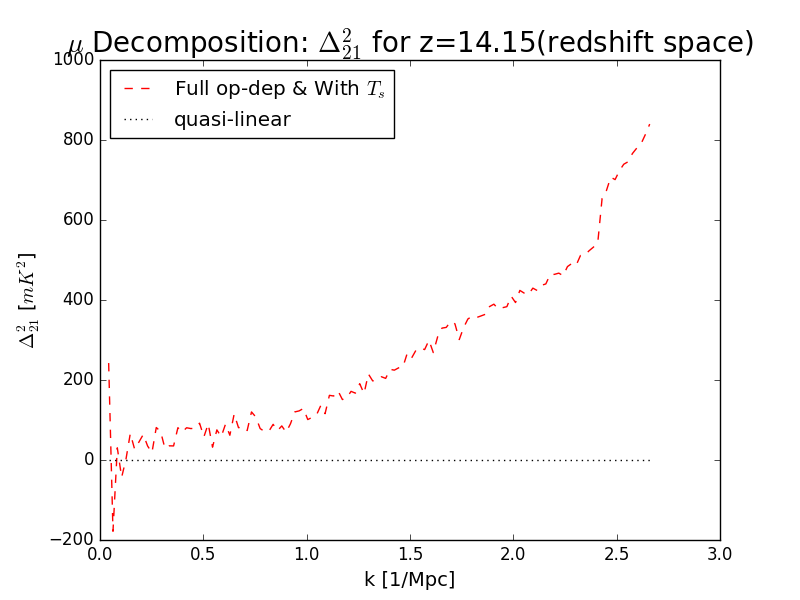 μ Decomposition: Δ²₂₁ for z=14.15(redshift space)
1000
800
600
400
200
0
−200
Full op-dep & With Tₛ
quasi-linear
Δ²₂₁ [mK²]
0.0 0.5 1.0 1.5 2.0 2.5 3.0
k [1/Mpc]